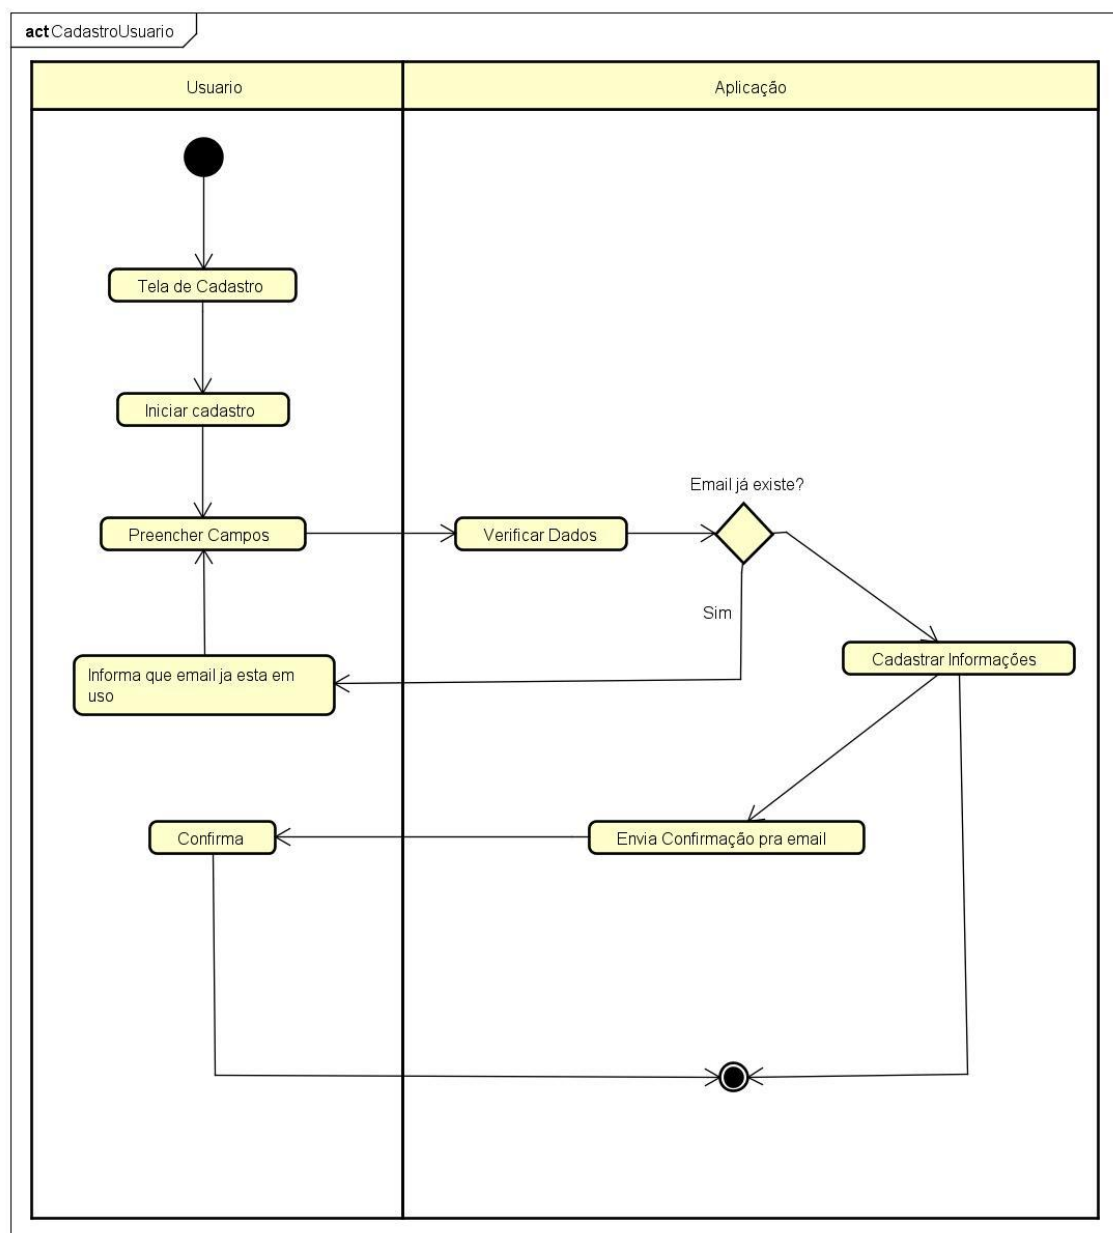 act CadastroUsuario
Usuario
Aplicação
Tela de Cadastro
Iniciar cadastro
Email já existe?
Preencher Campos
Verificar Dados
Sim
Cadastrar Informações
Informa que email ja esta em
uso
Confirma
Envia Confirmação pra email